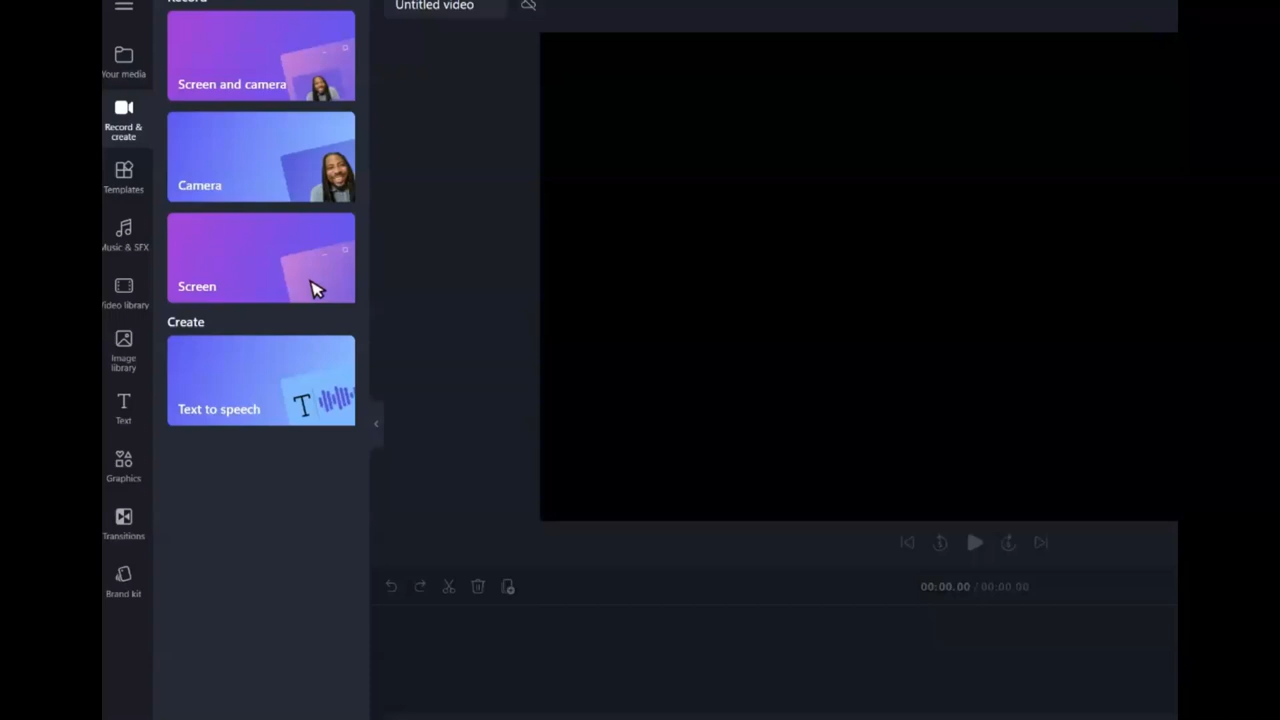 Record
Untitled video
Your media
Record &
create
Templates
Music & SFX
Video library
Image
library
Text
Graphics
Transitions
Brand kit
Screen and camera
Camera
Screen
Create
Text to speech
T
00:00.00 / 00:00.00